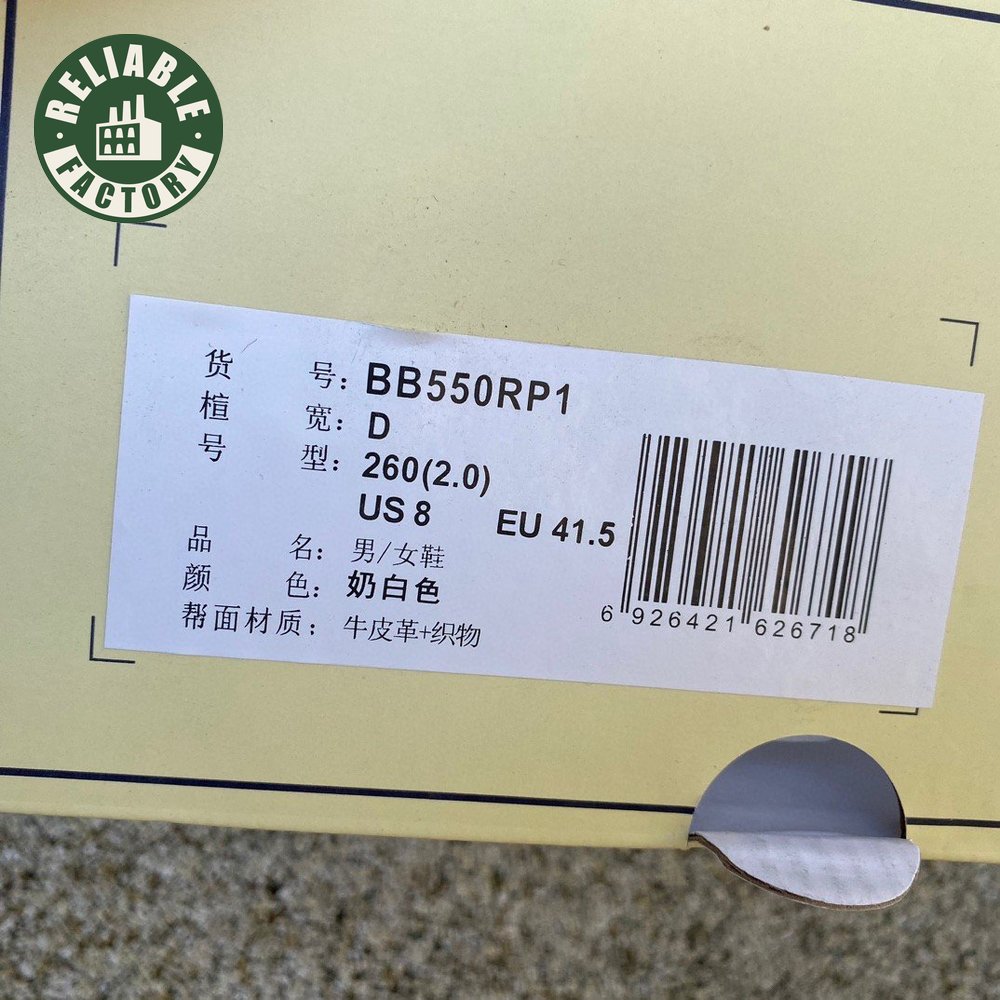 RELIABLE
FACTORY
货 号：BB550RP1
楦 宽：D
号 型：260(2.0)
US 8 EU 41.5
品 名：男/女鞋
颜 色：奶白色
帮面材质：牛皮革+织物
6 926421 626718